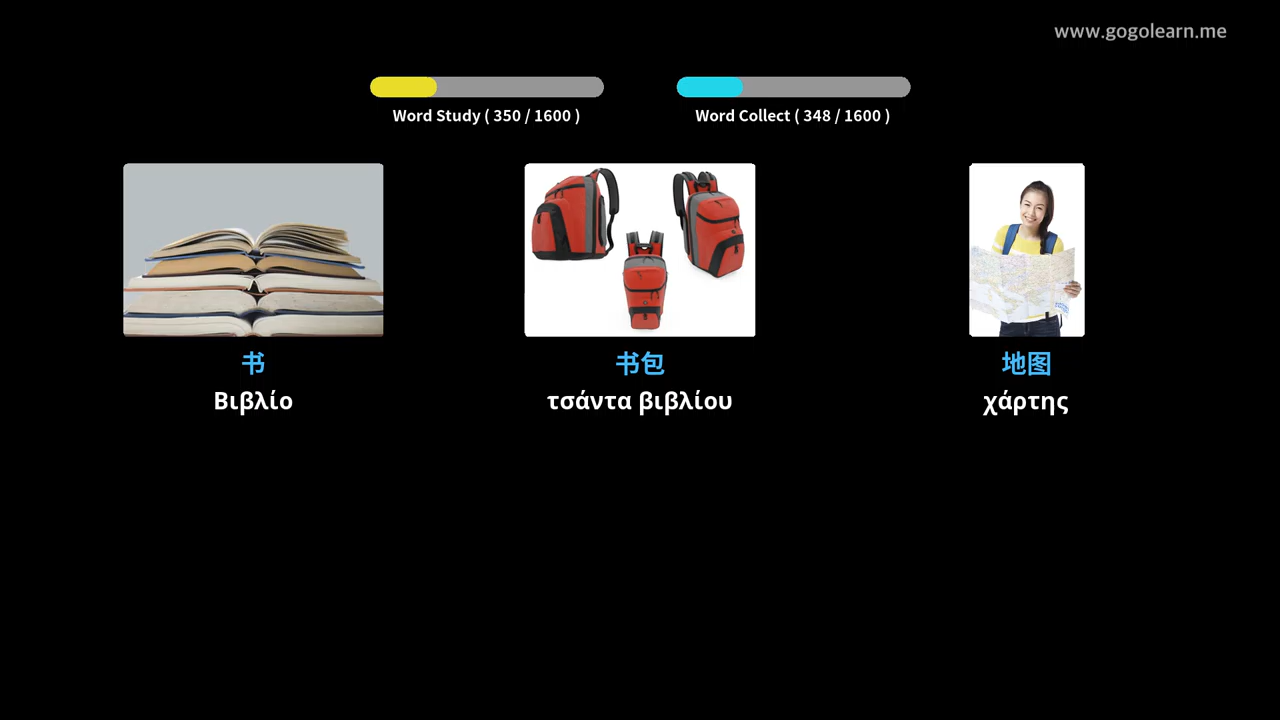 www.gogolearn.me
Word Study ( 350 / 1600 )
Word Collect ( 348 / 1600 )
书
Βιβλίο
书包
τσάντα βιβλίου
地图
χάρτης